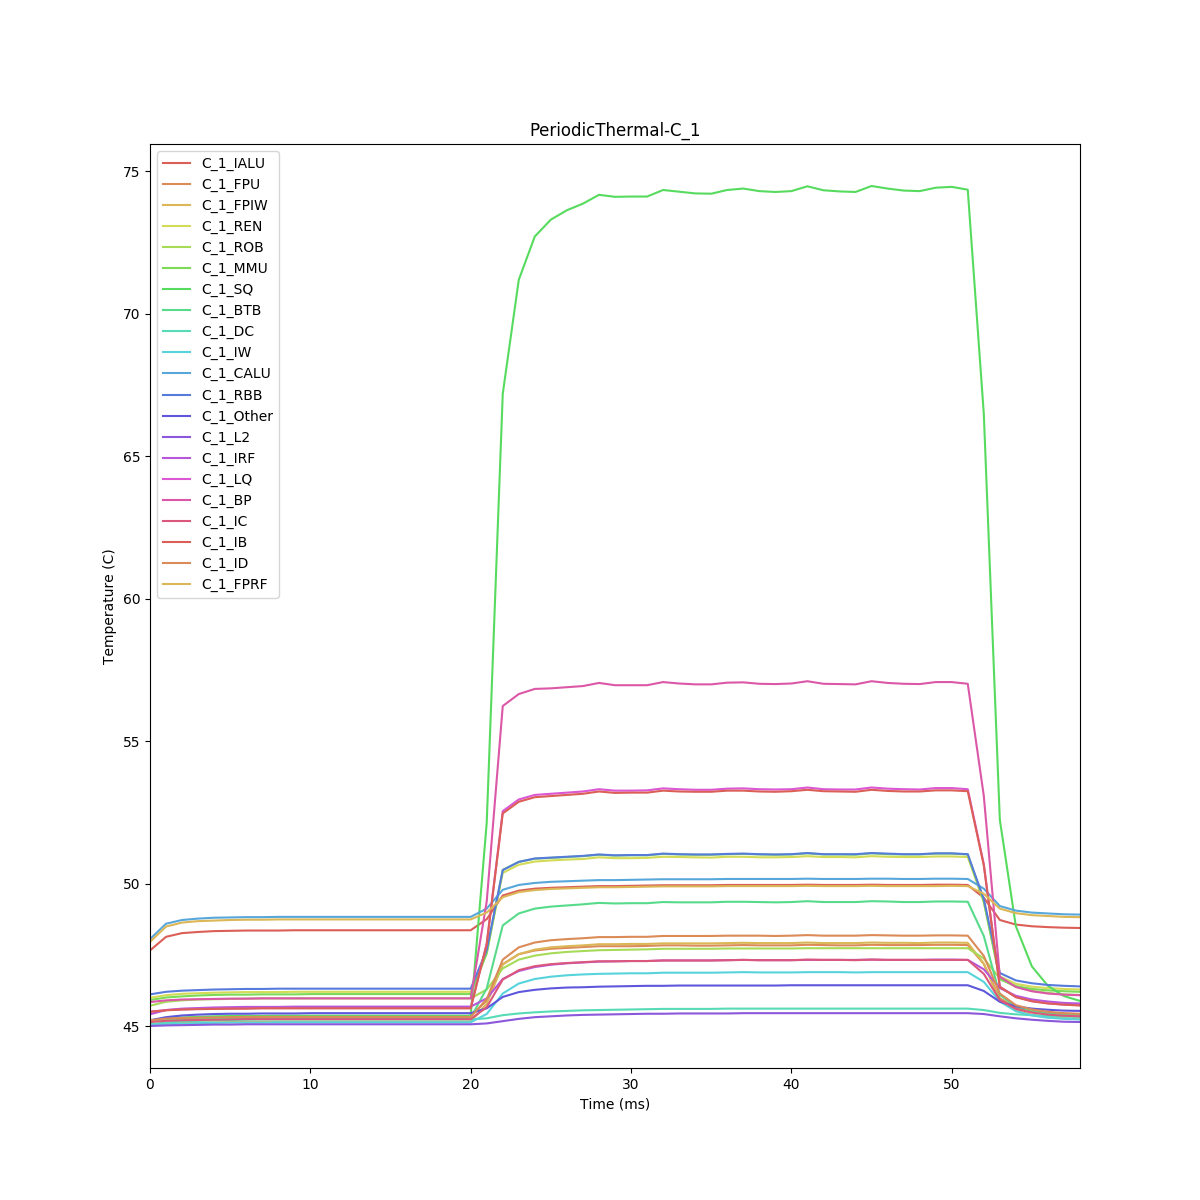 PeriodicThermal-C_1
C_1_IALU
C_1_FPU
C_1_FPIW
C_1_REN
C_1_ROB
C_1_MMU
C_1_SQ
C_1_BTB
C_1_DC
C_1_IW
C_1_CALU
C_1_RBB
C_1_Other
C_1_L2
C_1_IRF
C_1_LQ
C_1_BP
C_1_IC
C_1_IB
C_1_ID
C_1_FPRF
75
70
65
60
55
50
45
Temperature (C)
0 10 20 30 40 50
Time (ms)